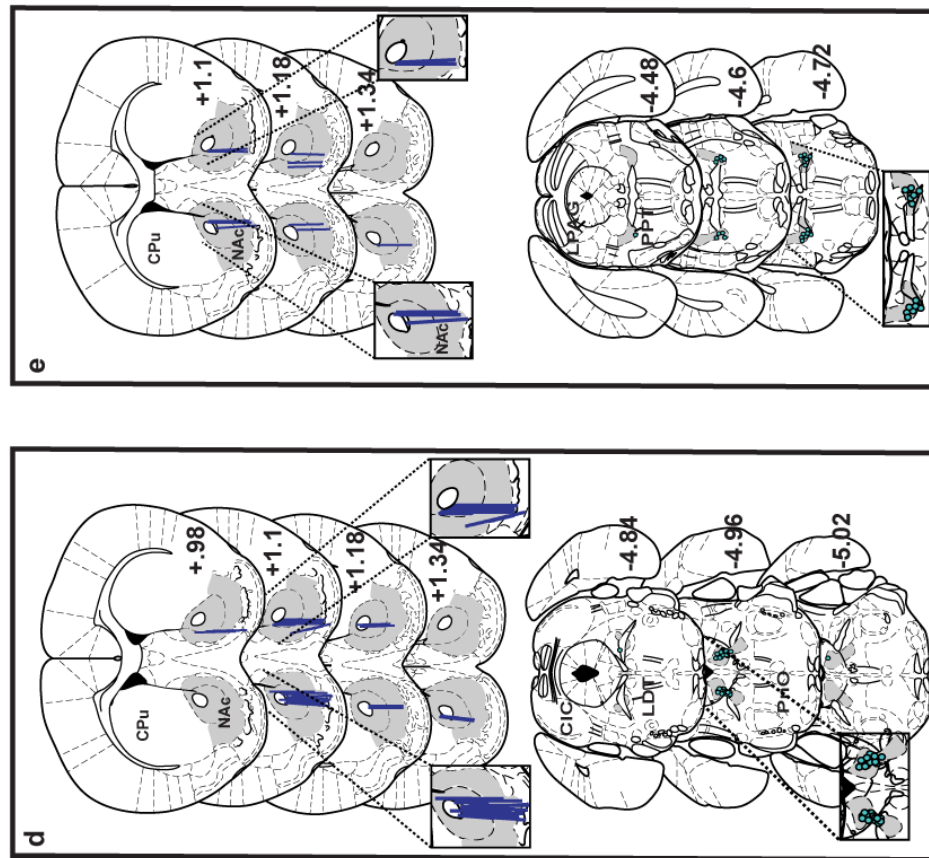 d
CPu
NAc
+.98
+1.1
+1.18
+1.34
CIC
LDT
PnO
-4.84
-4.96
-5.02
e
CPu
NAc
+1.1
+1.18
+1.34
NAc
LPAG
PPT
-4.48
-4.6
-4.72